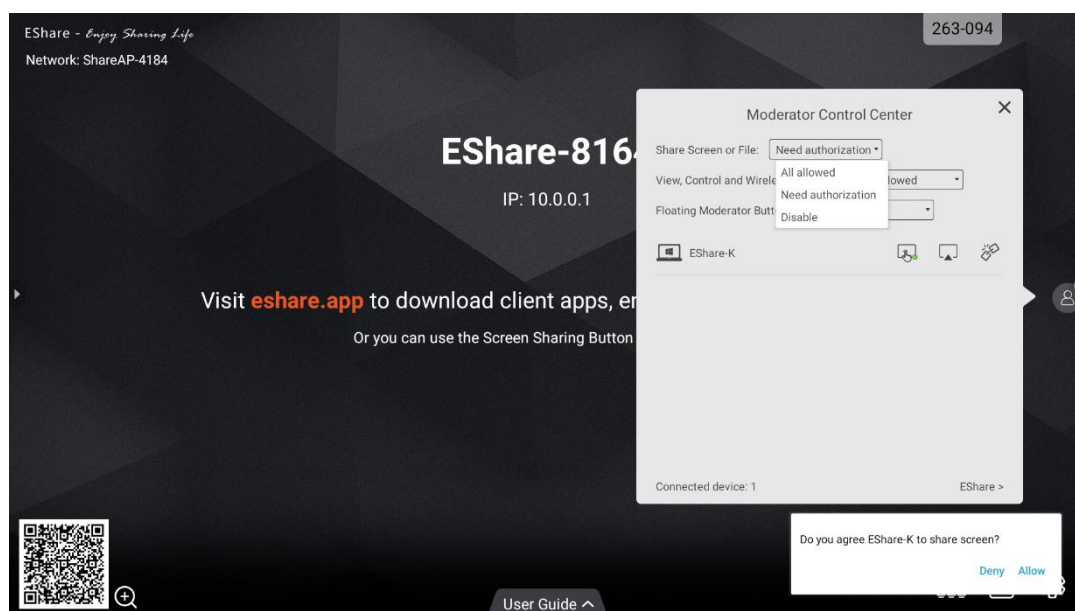 EShare - Enjoy Sharing Life
Network: ShareAP-4184
263-094
EShare-816
IP: 10.0.0.1
Visit eshare.app to download client apps, er
Or you can use the Screen Sharing Button
Moderator Control Center
Share Screen or File: Need authorization
All allowed
Need authorization
Disable
View, Control and Wirele
lowed
Floating Moderator Butt
EShare-K
Connected device: 1
EShare >
Do you agree EShare-K to share screen?
Deny Allow
User Guide